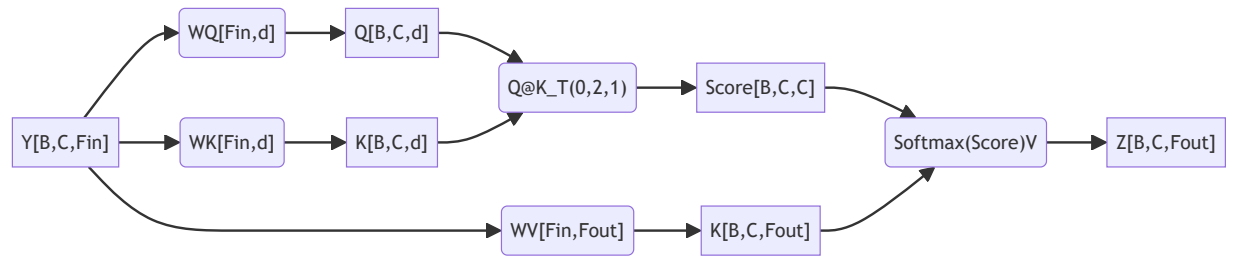 WQ[Fin,d]
Q[B,C,d]
Q@K_T(0,2,1)
Score[B,C,C]
Y[B,C,Fin]
WK[Fin,d]
K[B,C,d]
Softmax(Score)V
Z[B,C,Fout]
WV[Fin,Fout]
K[B,C,Fout]